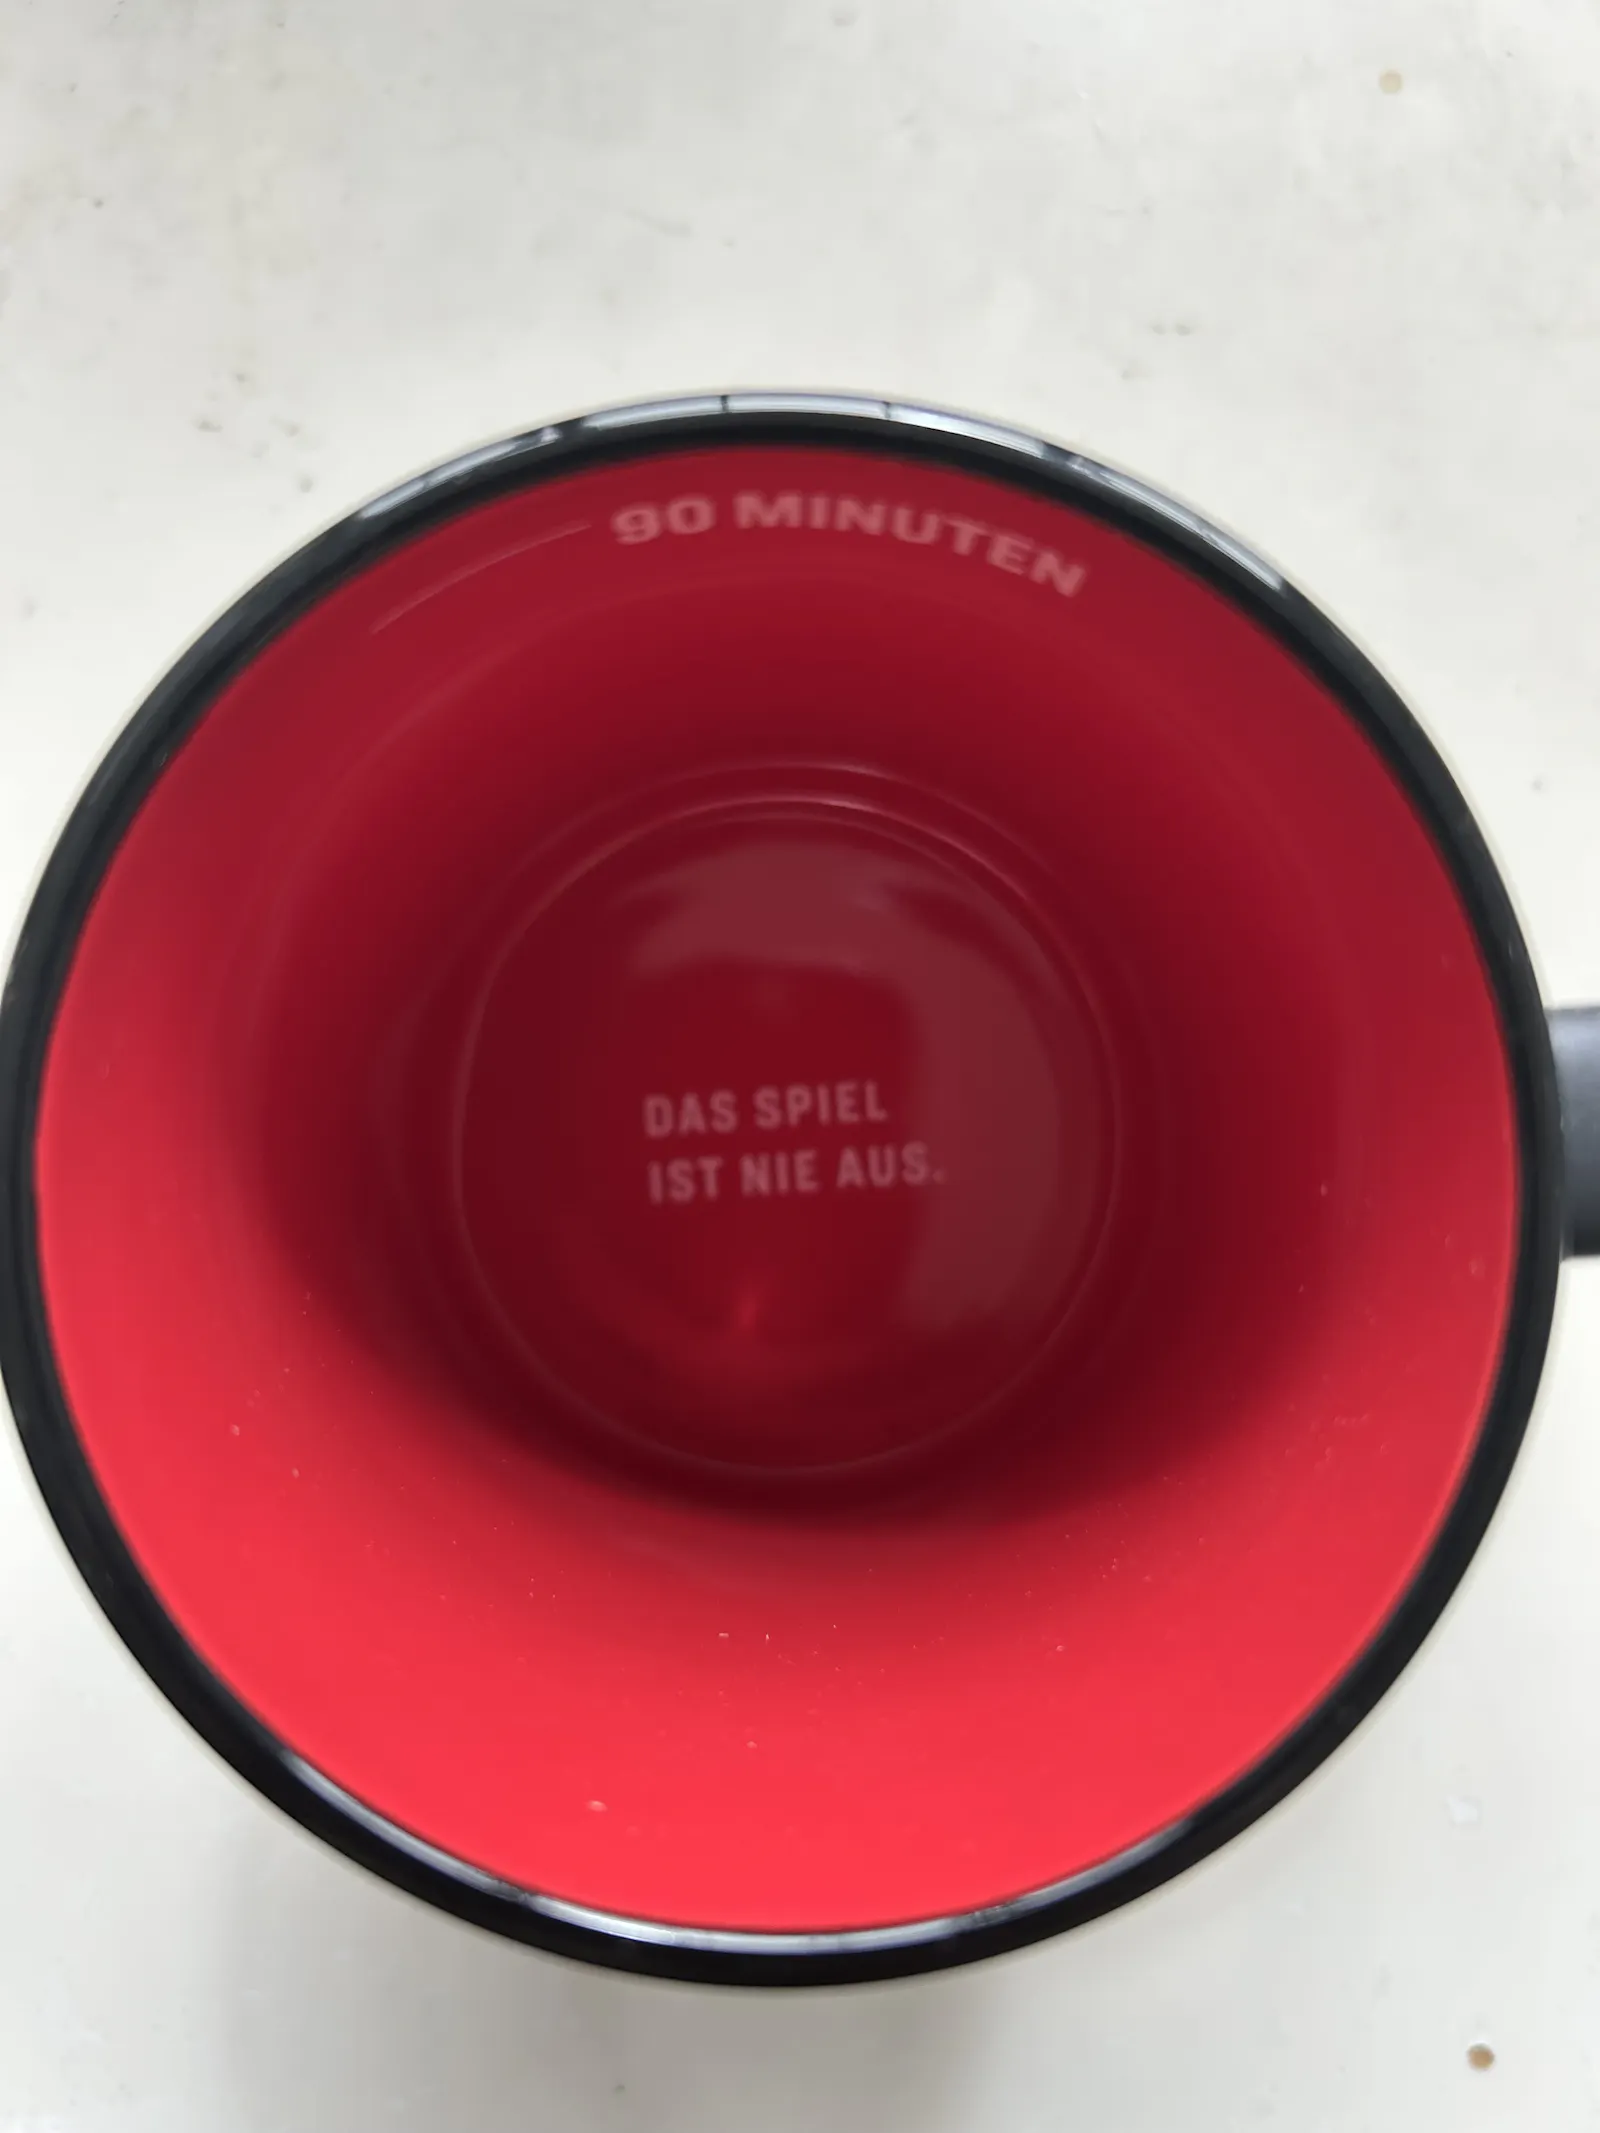 90 MINUTEN
DAS SPIEL
IST NIE AUS.